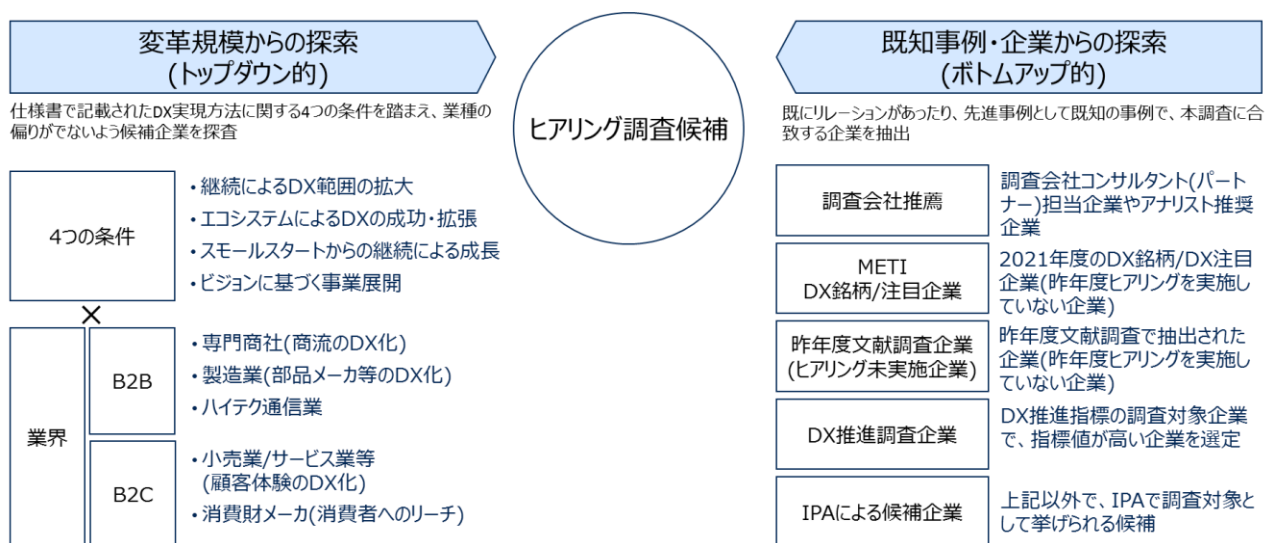 変革規模からの探索
(トップダウン的)
仕様書で記載されたDX実現方法に関する4つの条件を踏まえ、業種の
偏りがでないよう候補企業を探査
4つの条件
・継続によるDX範囲の拡大
・エコシステムによるDXの成功・拡張
・スモールスタートからの継続による成長
・ビジョンに基づく事業展開
×
業界
B2B
・専門商社(商流のDX化)
・製造業(部品メーカ等のDX化)
・ハイテク通信業
B2C
・小売業/サービス業等
(顧客体験のDX化)
・消費財メーカ(消費者へのリーチ)
ヒアリング調査候補
既知事例・企業からの探索
(ボトムアップ的)
既にリレーションがあったり、先進事例として既知の事例で、本調査に合
致する企業を抽出
調査会社推薦
調査会社コンサルタント(パート
ナー)担当企業やアナリスト推奨
企業
METI
DX銘柄/注目企業
2021年度のDX銘柄/DX注目
企業(昨年度ヒアリングを実施し
ていない企業)
昨年度文献調査企業
(ヒアリング未実施企業)
昨年度文献調査で抽出された
企業(昨年度ヒアリングを実施し
ていない企業)
DX推進調査企業
DX推進指標の調査対象企業
で、指標値が高い企業を選定
IPAによる候補企業
上記以外で、IPAで調査対象と
して挙げられる候補